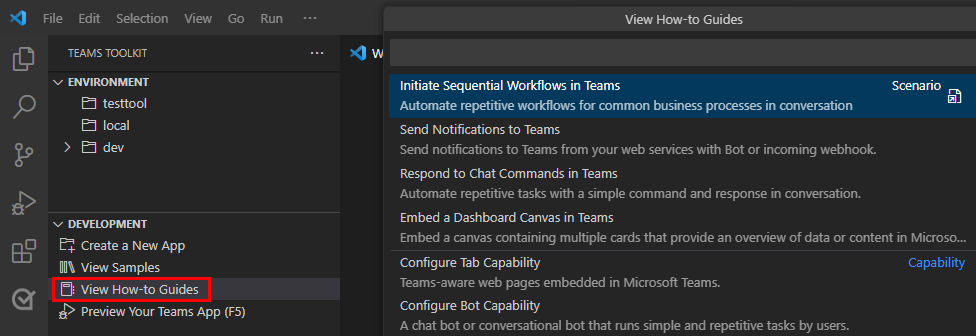 File Edit Selection View Go Run ···
View How-to Guides
TEAMS TOOLKIT ···
W
ENVIRONMENT
testtool
local
dev
DEVELOPMENT
Create a New App
View Samples
View How-to Guides
Preview Your Teams App (F5)
Initiate Sequential Workflows in Teams Scenario
Automate repetitive workflows for common business processes in conversation
Send Notifications to Teams
Send notifications to Teams from your web services with Bot or incoming webhook.
Respond to Chat Commands in Teams
Automate repetitive tasks with a simple command and response in conversation.
Embed a Dashboard Canvas in Teams
Embed a canvas containing multiple cards that provide an overview of data or content in Microso...
Configure Tab Capability Capability
Teams-aware web pages embedded in Microsoft Teams.
Configure Bot Capability
A chat bot or conversational bot that runs simple and repetitive tasks by users.